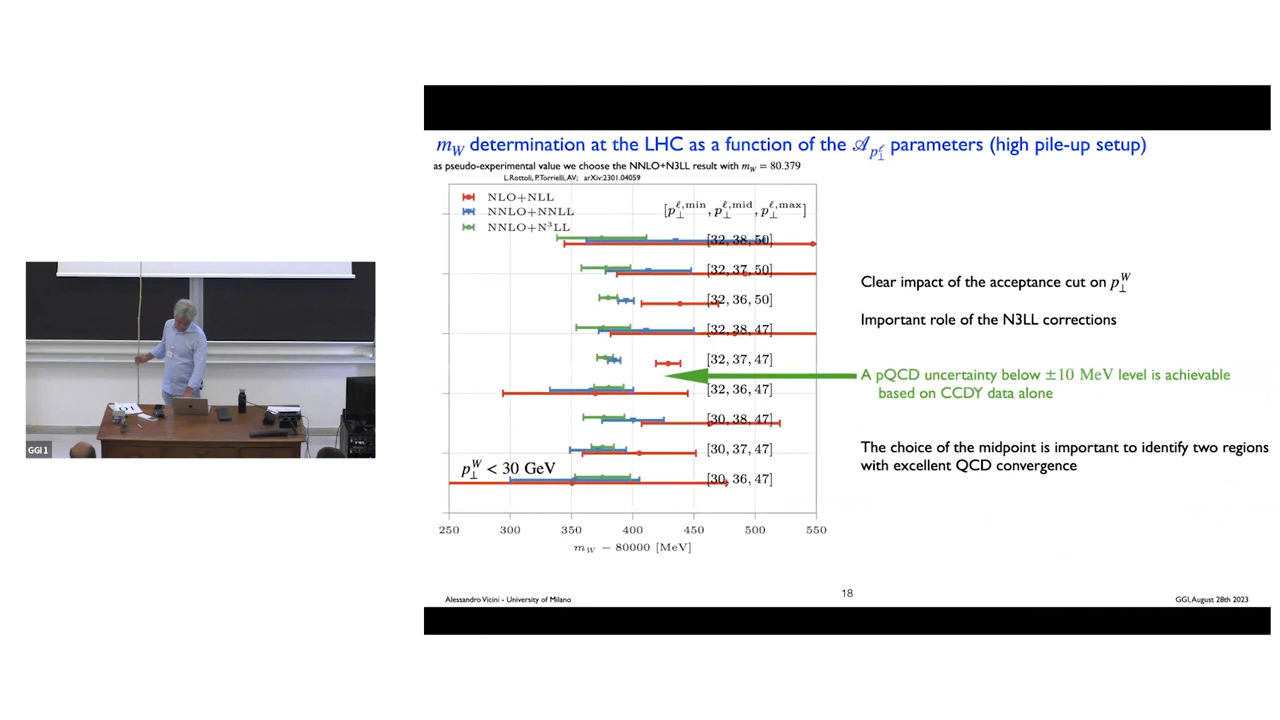 m_W determination at the LHC as a function of the 𝒜_{p_⊥^ℓ} parameters (high pile-up setup)
as pseudo-experimental value we choose the NNLO+N3LL result with m_W = 80.379
L.Rottoli, P.Torrielli, AV; arXiv:2301.04059
NLO+NLL
NNLO+NNLL
NNLO+N³LL
[p_⊥^{ℓ,min}, p_⊥^{ℓ,mid}, p_⊥^{ℓ,max}]
[32, 38, 50]
[32, 37, 50]
[32, 36, 50]
[32, 38, 47]
[32, 37, 47]
[32, 36, 47]
[30, 38, 47]
[30, 37, 47]
[30, 36, 47]
p_⊥^W < 30 GeV
250 300 350 400 450 500 550
m_W − 80000 [MeV]
Clear impact of the acceptance cut on p_⊥^W
Important role of the N3LL corrections
A pQCD uncertainty below ±10 MeV level is achievable
based on CCDY data alone
The choice of the midpoint is important to identify two regions
with excellent QCD convergence
Alessandro Vicini - University of Milano
18
GGI, August 28th 2023
GGI 1